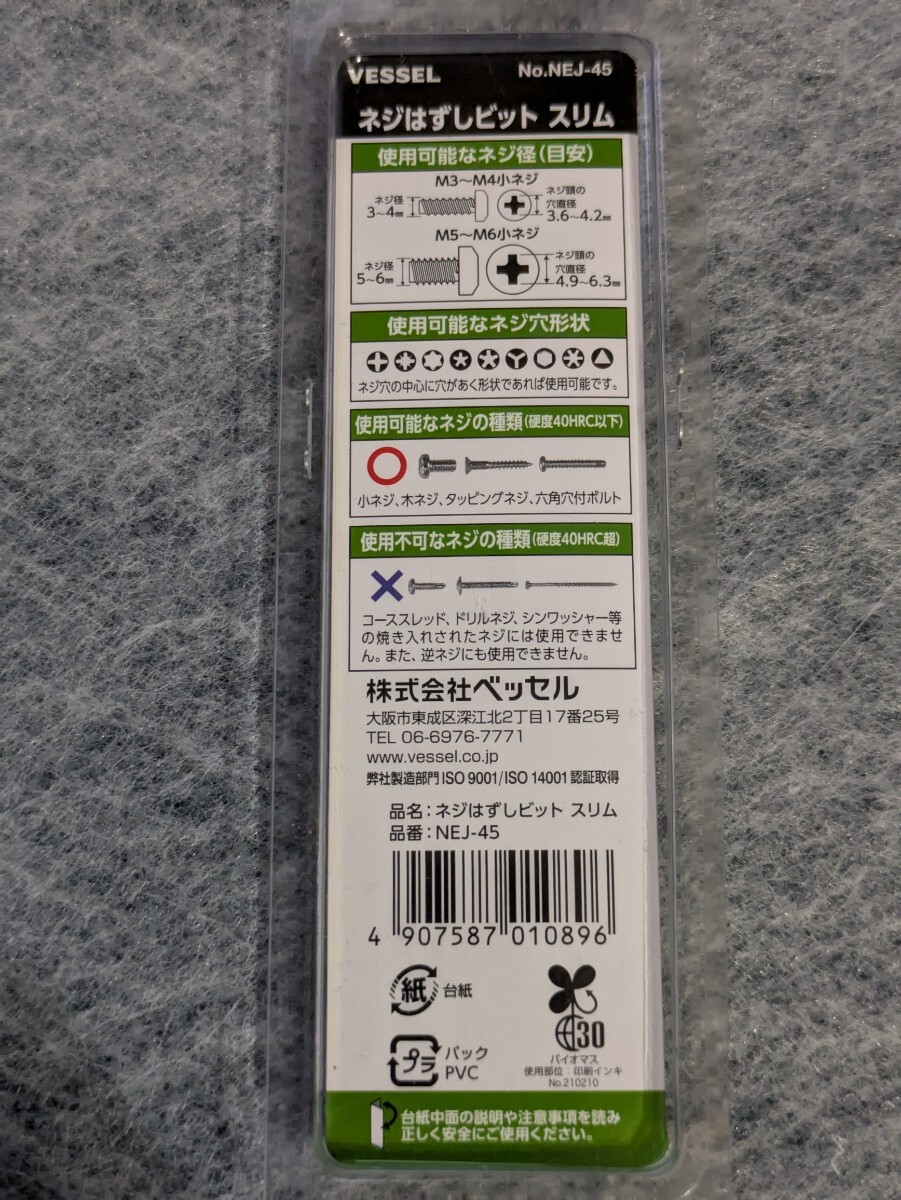 VESSEL No.NEJ-45
ネジはずしビット スリム
使用可能なネジ径(目安)
M3〜M4小ネジ
ネジ径
3〜4㎜
ネジ頭の
穴直径
3.6〜4.2㎜
M5〜M6小ネジ
ネジ径
5〜6㎜
ネジ頭の
穴直径
4.9〜6.3㎜
使用可能なネジ穴形状
ネジ穴の中心に穴があく形状であれば使用可能です。
使用可能なネジの種類(硬度40HRC以下)
小ネジ、木ネジ、タッピングネジ、六角穴付ボルト
使用不可なネジの種類(硬度40HRC超)
コーススレッド、ドリルネジ、シンワッシャー等
の焼き入れされたネジには使用できませ
ん。また、逆ネジにも使用できません。
株式会社ベッセル
大阪市東成区深江北2丁目17番25号
TEL 06-6976-7771
www.vessel.co.jp
弊社製造部門 ISO 9001/ISO 14001 認証取得
品名:ネジはずしビット スリム
品番:NEJ-45
4 907587 010896
紙 台紙
プラ パック
PVC
30
バイオマス
使用部位:印刷インキ
No.210210
台紙中面の説明や注意事項を読み
正しく安全にご使用ください。